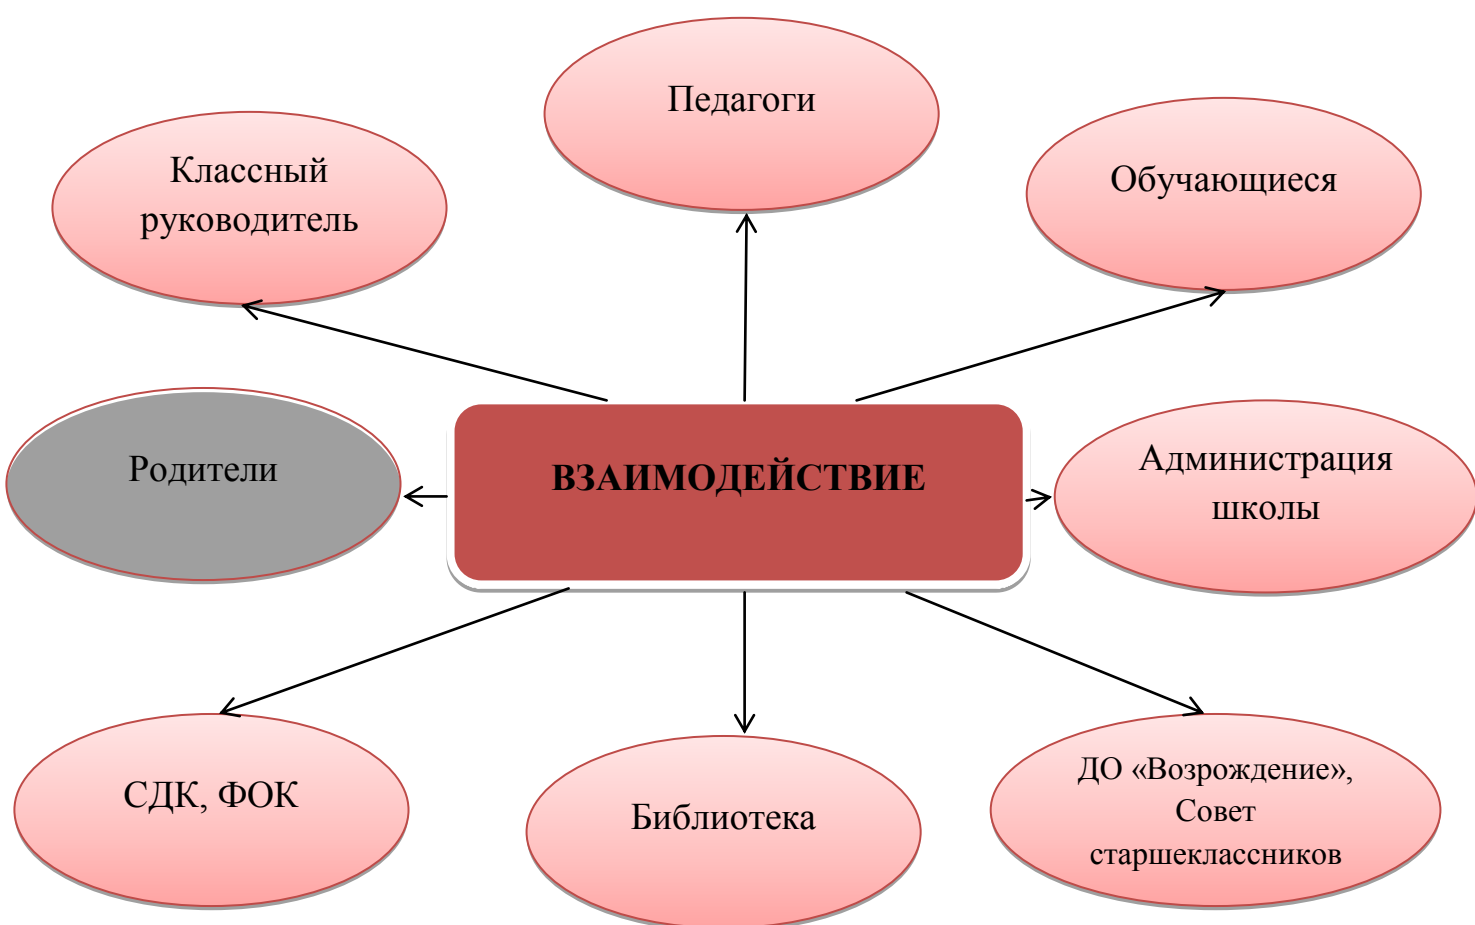 Педагоги
Классный
руководитель
Обучающиеся
Родители
ВЗАИМОДЕЙСТВИЕ
Администрация
школы
СДК, ФОК
Библиотека
ДО «Возрождение»,
Совет
старшеклассников